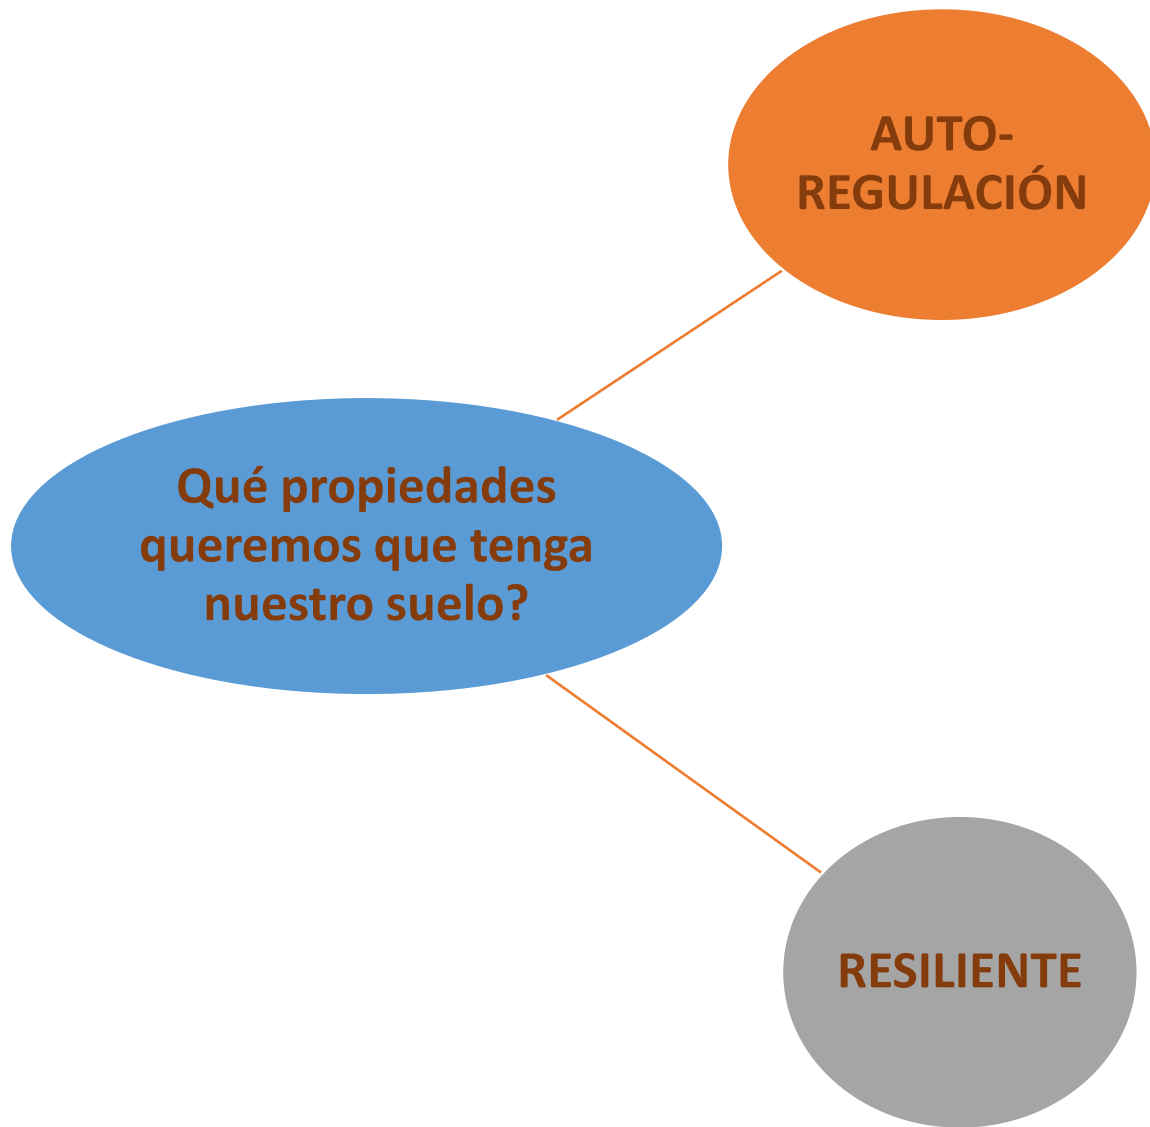 AUTO-
REGULACIÓN
Qué propiedades
queremos que tenga
nuestro suelo?
RESILIENTE